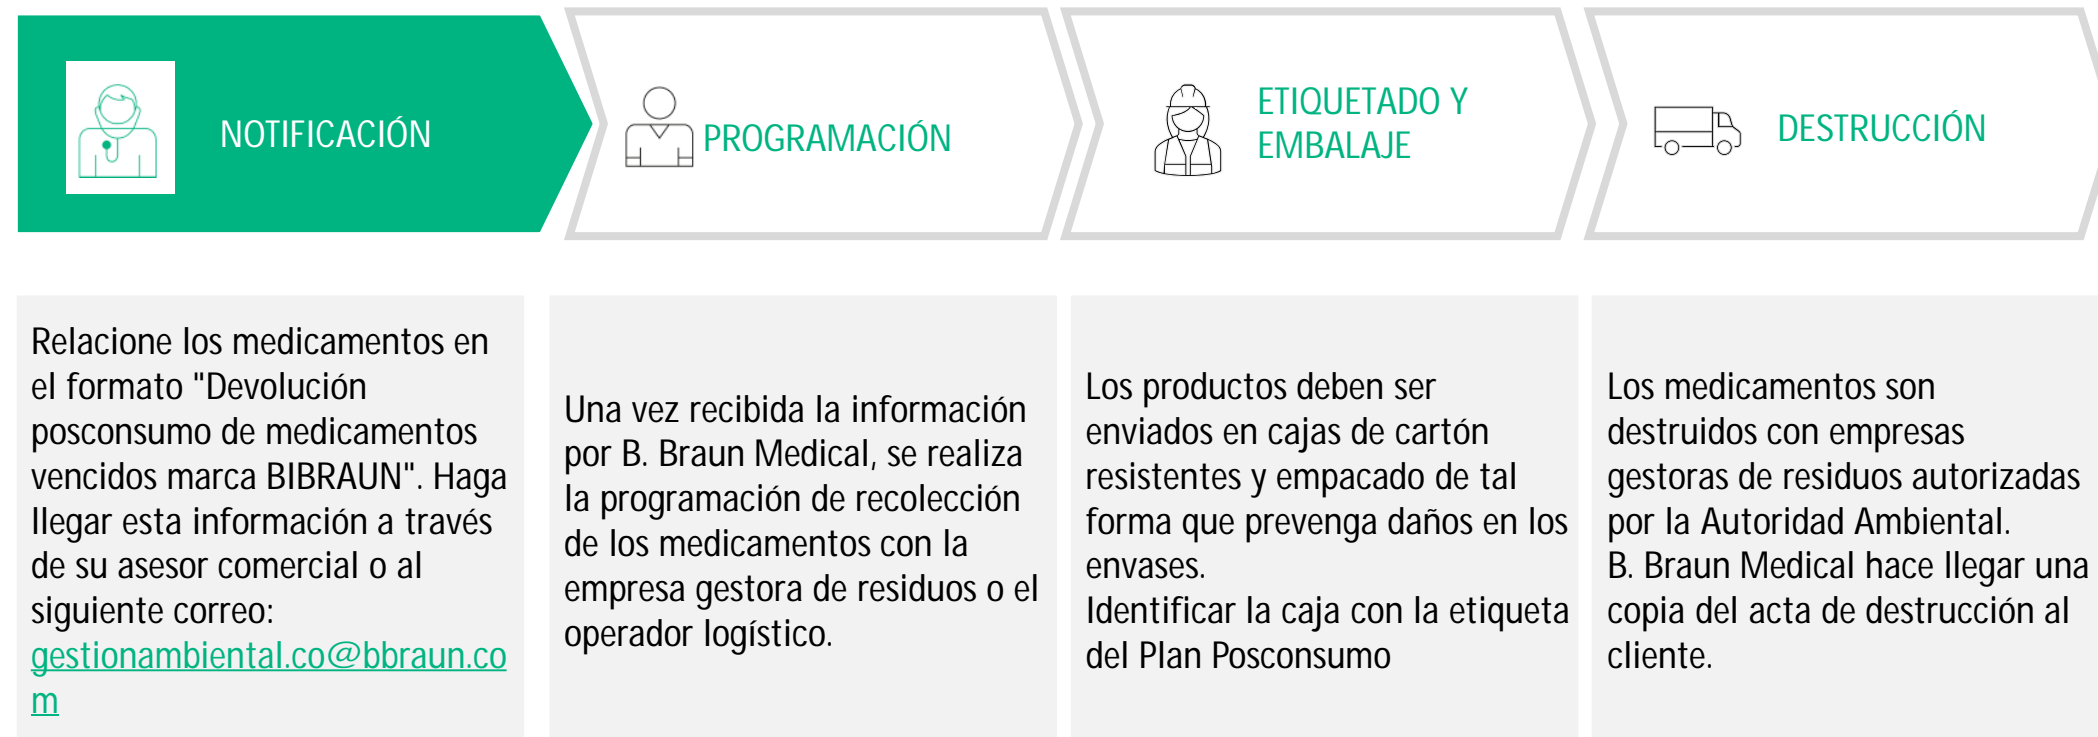 NOTIFICACIÓN
PROGRAMACIÓN
ETIQUETADO Y
EMBALAJE
DESTRUCCIÓN
Relacione los medicamentos en
el formato "Devolución
posconsumo de medicamentos
vencidos marca BIBRAUN". Haga
llegar esta información a través
de su asesor comercial o al
siguiente correo:
gestionambiental.co@bbraun.co
m
Una vez recibida la información
por B. Braun Medical, se realiza
la programación de recolección
de los medicamentos con la
empresa gestora de residuos o el
operador logístico.
Los productos deben ser
enviados en cajas de cartón
resistentes y empacado de tal
forma que prevenga daños en los
envases.
Identificar la caja con la etiqueta
del Plan Posconsumo
Los medicamentos son
destruidos con empresas
gestoras de residuos autorizadas
por la Autoridad Ambiental.
B. Braun Medical hace llegar una
copia del acta de destrucción al
cliente.